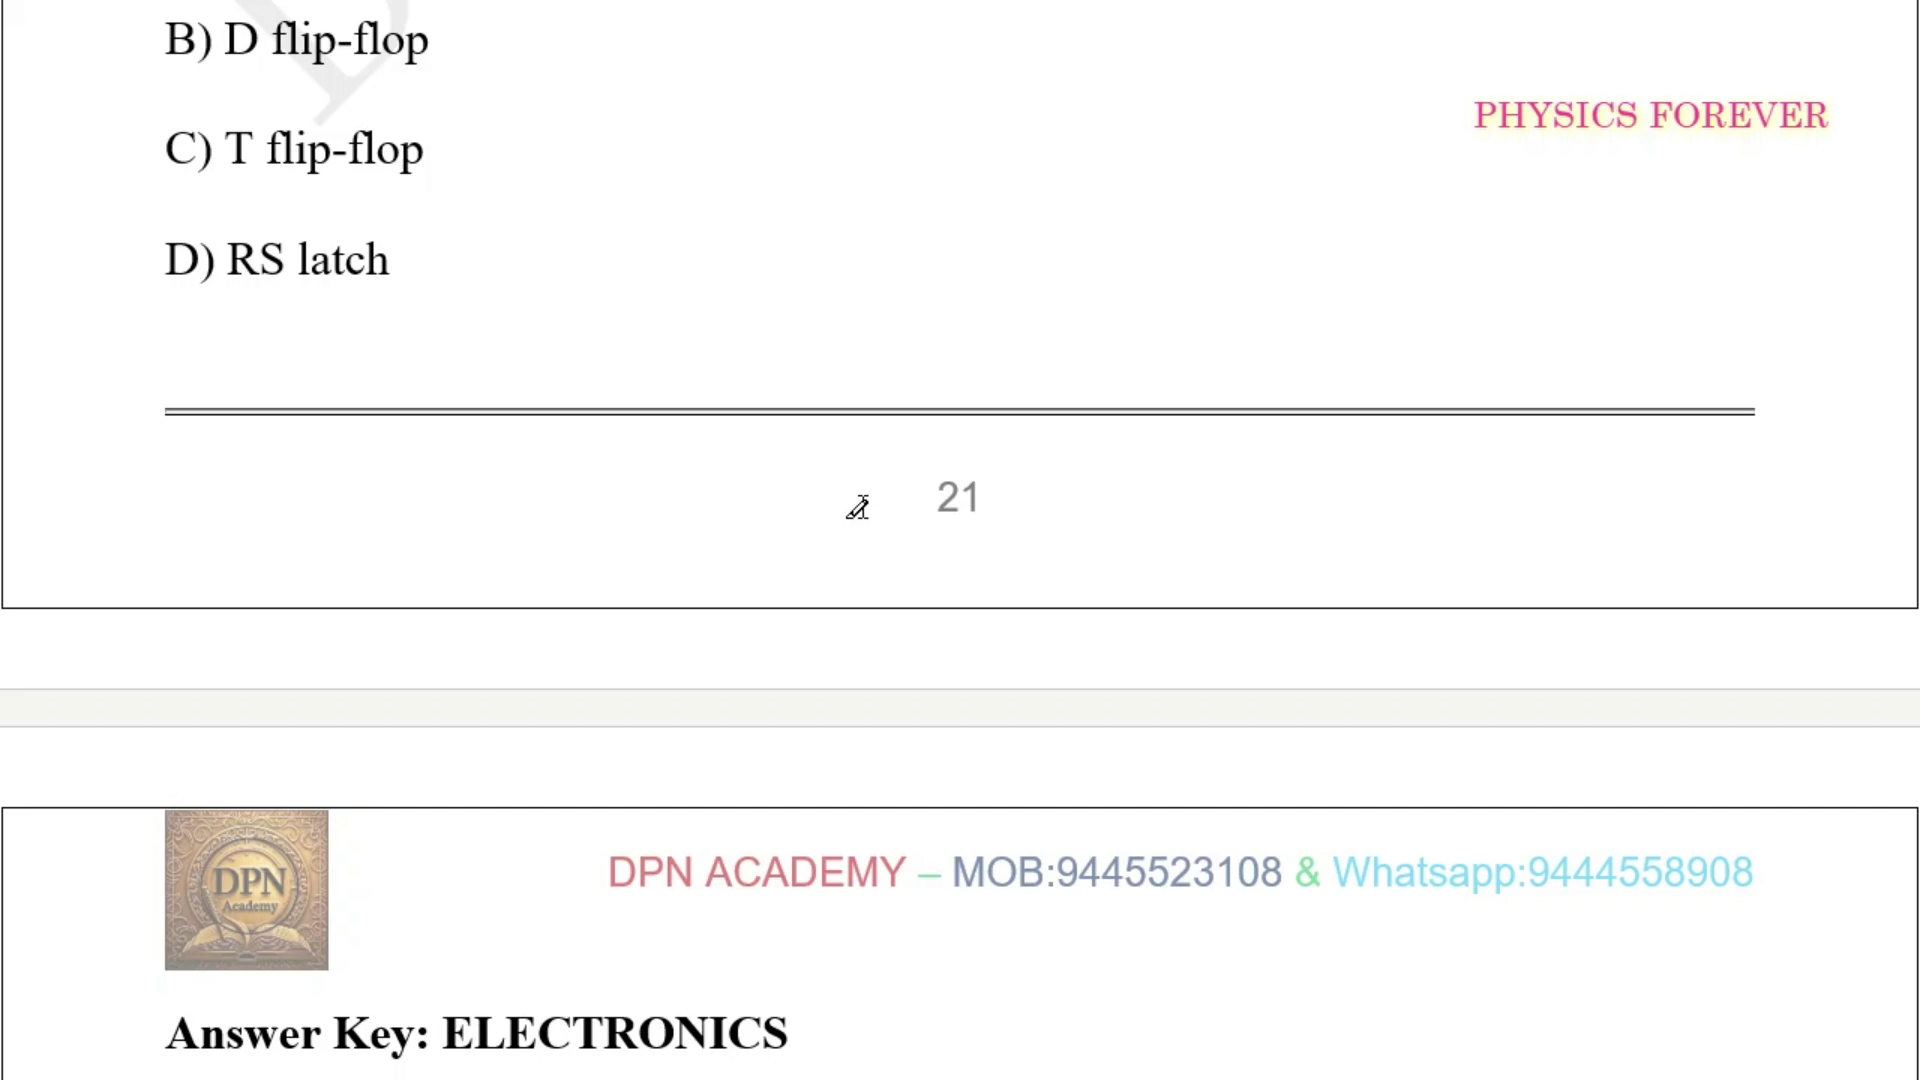 B) D flip-flop
PHYSICS FOREVER
C) T flip-flop
D) RS latch
21
DPN
Academy
DPN ACADEMY – MOB:9445523108 & Whatsapp:9444558908
Answer Key: ELECTRONICS